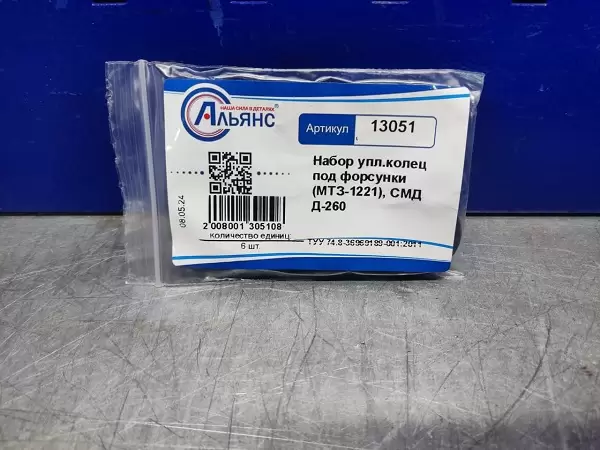 НАША СИЛА В ДЕТАЛЯХ
Альянс®
Артикул 13051
Набор упл.колец
под форсунки
(МТЗ-1221), СМД
Д-260
08.05.24
2 008001 305108
количество единиц:
6 шт.
ТУУ 74.8-36969189-001:2011